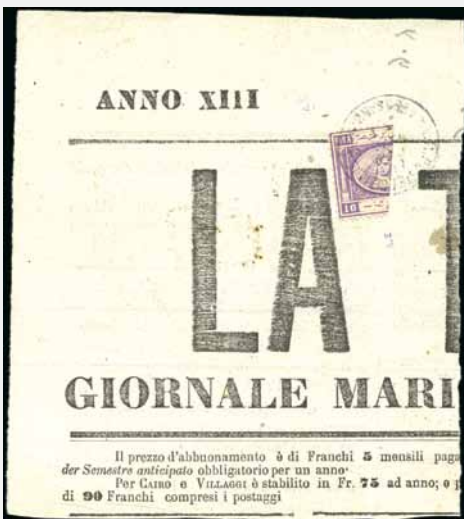 ANNO XIII
10
LA T
GIORNALE MARI
Il prezzo d'abbuonamento è di Franchi 5 mensili paga
der Semestre anticipato obbligatorio per un anno·
Per CAIRO e VILLAGGI è stabilito in Fr. 75 ad anno; e p
di 90 Franchi compresi i postaggi